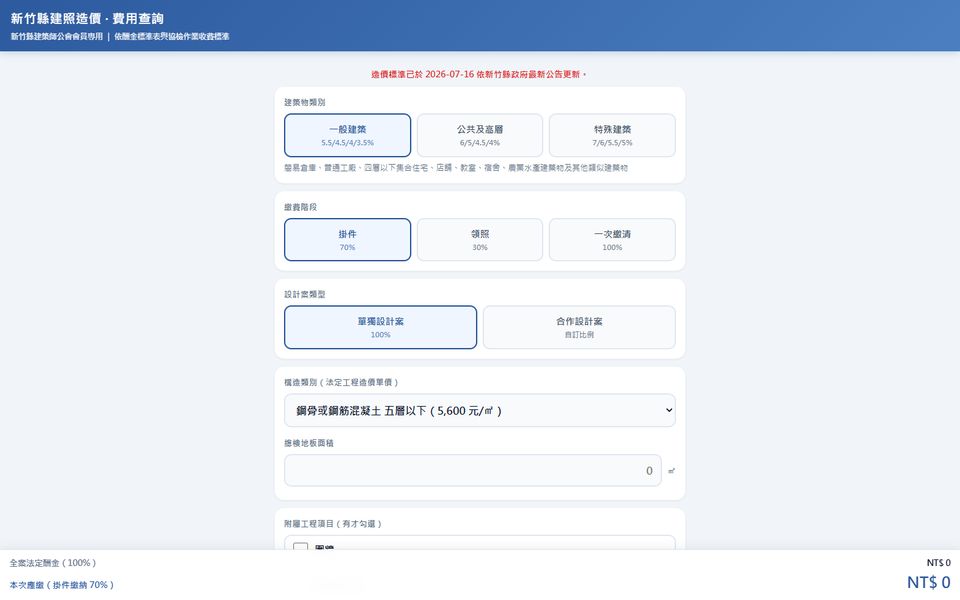 新竹縣建照造價 · 費用查詢
新竹縣建築師公會會員專用 ｜ 依酬金標準表與協檢作業收費標準
造價標準已於 2026-07-16 依新竹縣政府最新公告更新。
建築物類別
一般建築
5.5/4.5/4/3.5%
公共及高層
6/5/4.5/4%
特殊建築
7/6/5.5/5%
簡易倉庫、普通工廠、四層以下集合住宅、店舖、教室、宿舍、農業水產建築物及其他類似建築物
繳費階段
掛件
70%
領照
30%
一次繳清
100%
設計案類型
單獨設計案
100%
合作設計案
自訂比例
構造類別（法定工程造價單價）
鋼骨或鋼筋混凝土 五層以下（5,600 元/㎡）
總樓地板面積
0 ㎡
附屬工程項目（有才勾選）
圍牆
全案法定酬金（100%） NT$ 0
本次應繳（掛件繳納 70%） NT$ 0